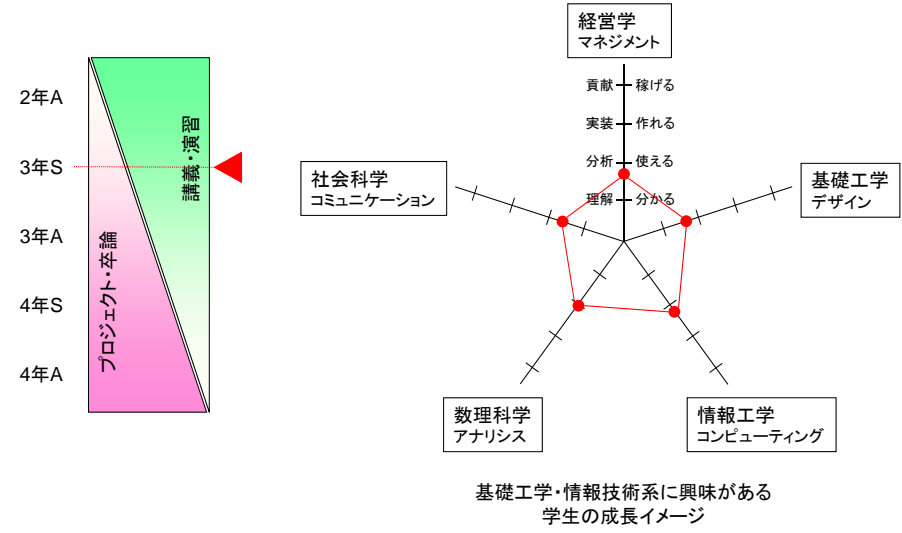 2年A
3年S
3年A
4年S
4年A
講義・演習
プロジェクト・卒論
経営学
マネジメント
貢献 稼げる
実装 作れる
分析 使える
理解 分かる
社会科学
コミュニケーション
基礎工学
デザイン
数理科学
アナリシス
情報工学
コンピューティング
基礎工学・情報技術系に興味がある
学生の成長イメージ